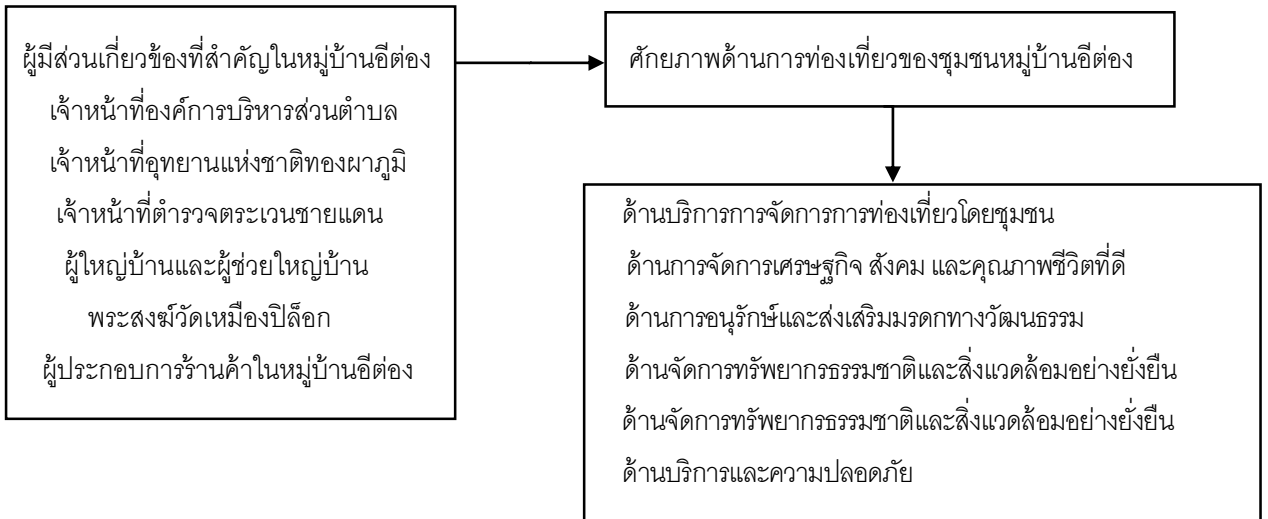 ผู้มีส่วนเกี่ยวข้องที่สำคัญในหมู่บ้านอีต่อง
เจ้าหน้าที่องค์การบริหารส่วนตำบล
เจ้าหน้าที่อุทยานแห่งชาติทองผาภูมิ
เจ้าหน้าที่ตำรวจตระเวนชายแดน
ผู้ใหญ่บ้านและผู้ช่วยใหญ่บ้าน
พระสงฆ์วัดเหมืองปิล็อก
ผู้ประกอบการร้านค้าในหมู่บ้านอีต่อง
ศักยภาพด้านการท่องเที่ยวของชุมชนหมู่บ้านอีต่อง
ด้านบริการการจัดการการท่องเที่ยวโดยชุมชน
ด้านการจัดการเศรษฐกิจ สังคม และคุณภาพชีวิตที่ดี
ด้านการอนุรักษ์และส่งเสริมมรดกทางวัฒนธรรม
ด้านจัดการทรัพยากรธรรมชาติและสิ่งแวดล้อมอย่างยั่งยืน
ด้านจัดการทรัพยากรธรรมชาติและสิ่งแวดล้อมอย่างยั่งยืน
ด้านบริการและความปลอดภัย